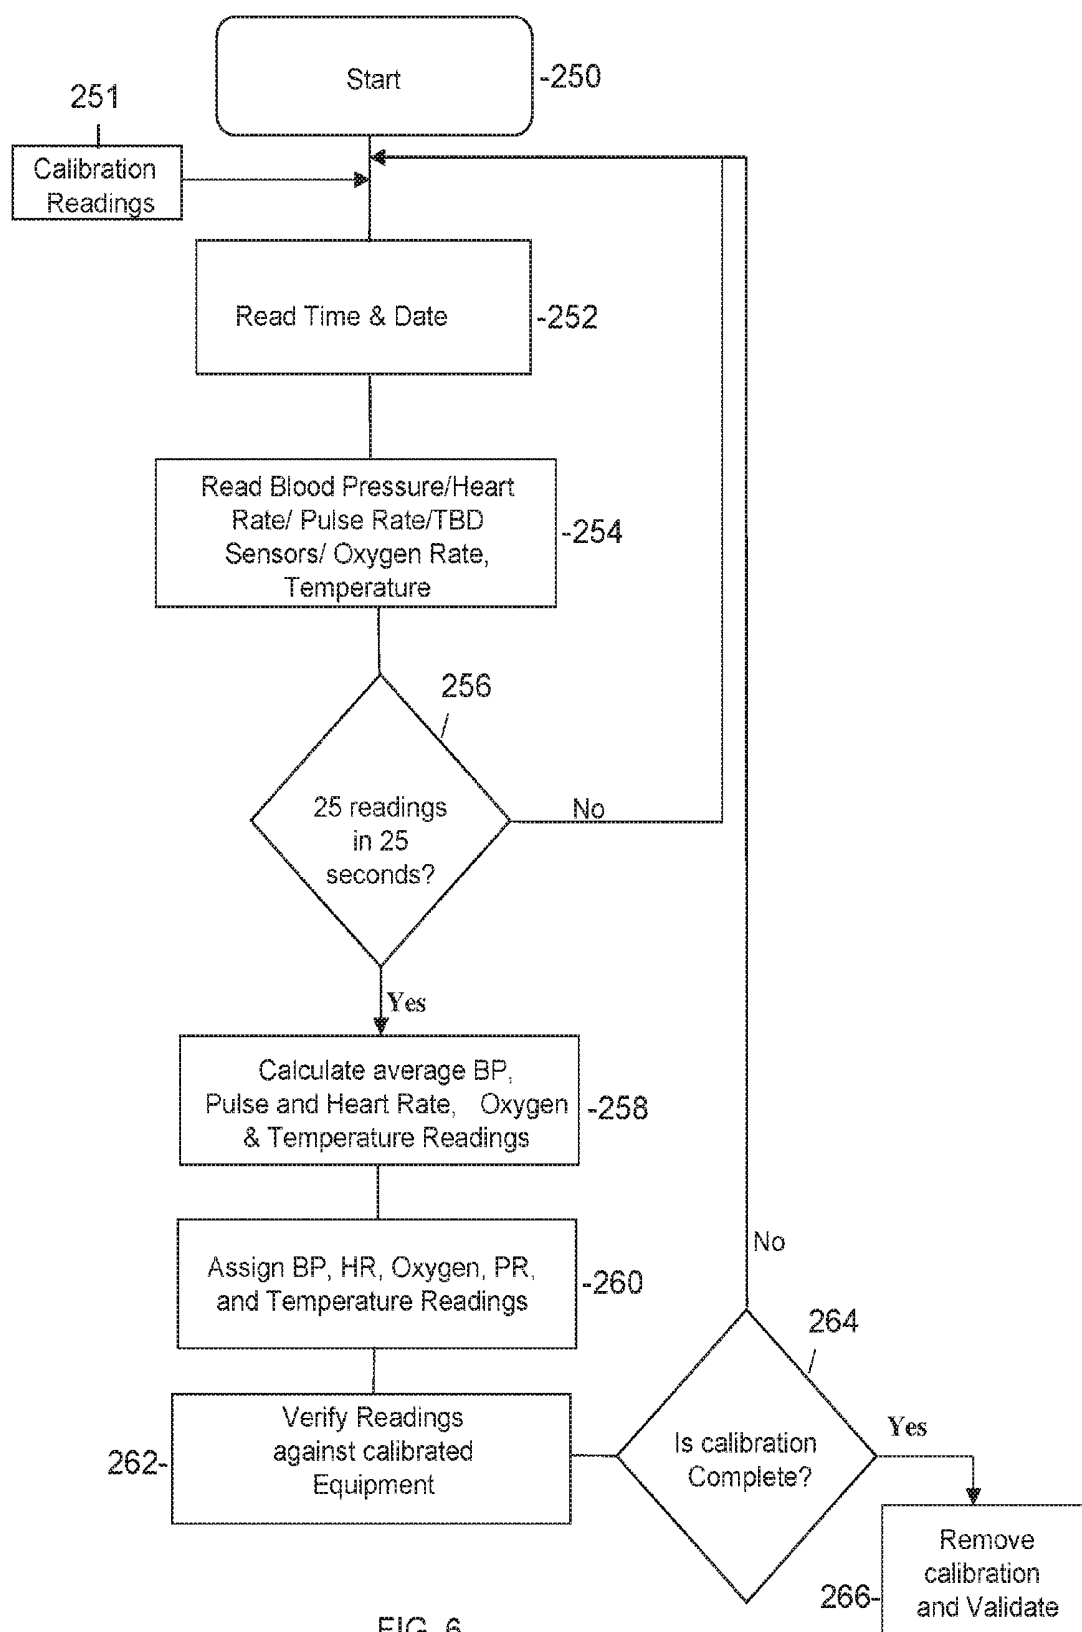 Start
-250
251
Calibration
Readings
Read Time & Date
-252
Read Blood Pressure/Heart
Rate/ Pulse Rate/TBD
Sensors/ Oxygen Rate,
Temperature
-254
256
25 readings
in 25
seconds?
No
Yes
Calculate average BP,
Pulse and Heart Rate, Oxygen
& Temperature Readings
-258
Assign BP, HR, Oxygen, PR,
and Temperature Readings
-260
No
264
Verify Readings
against calibrated
Equipment
262-
Is calibration
Complete?
Yes
Remove
calibration
and Validate
266-
FIG. 6